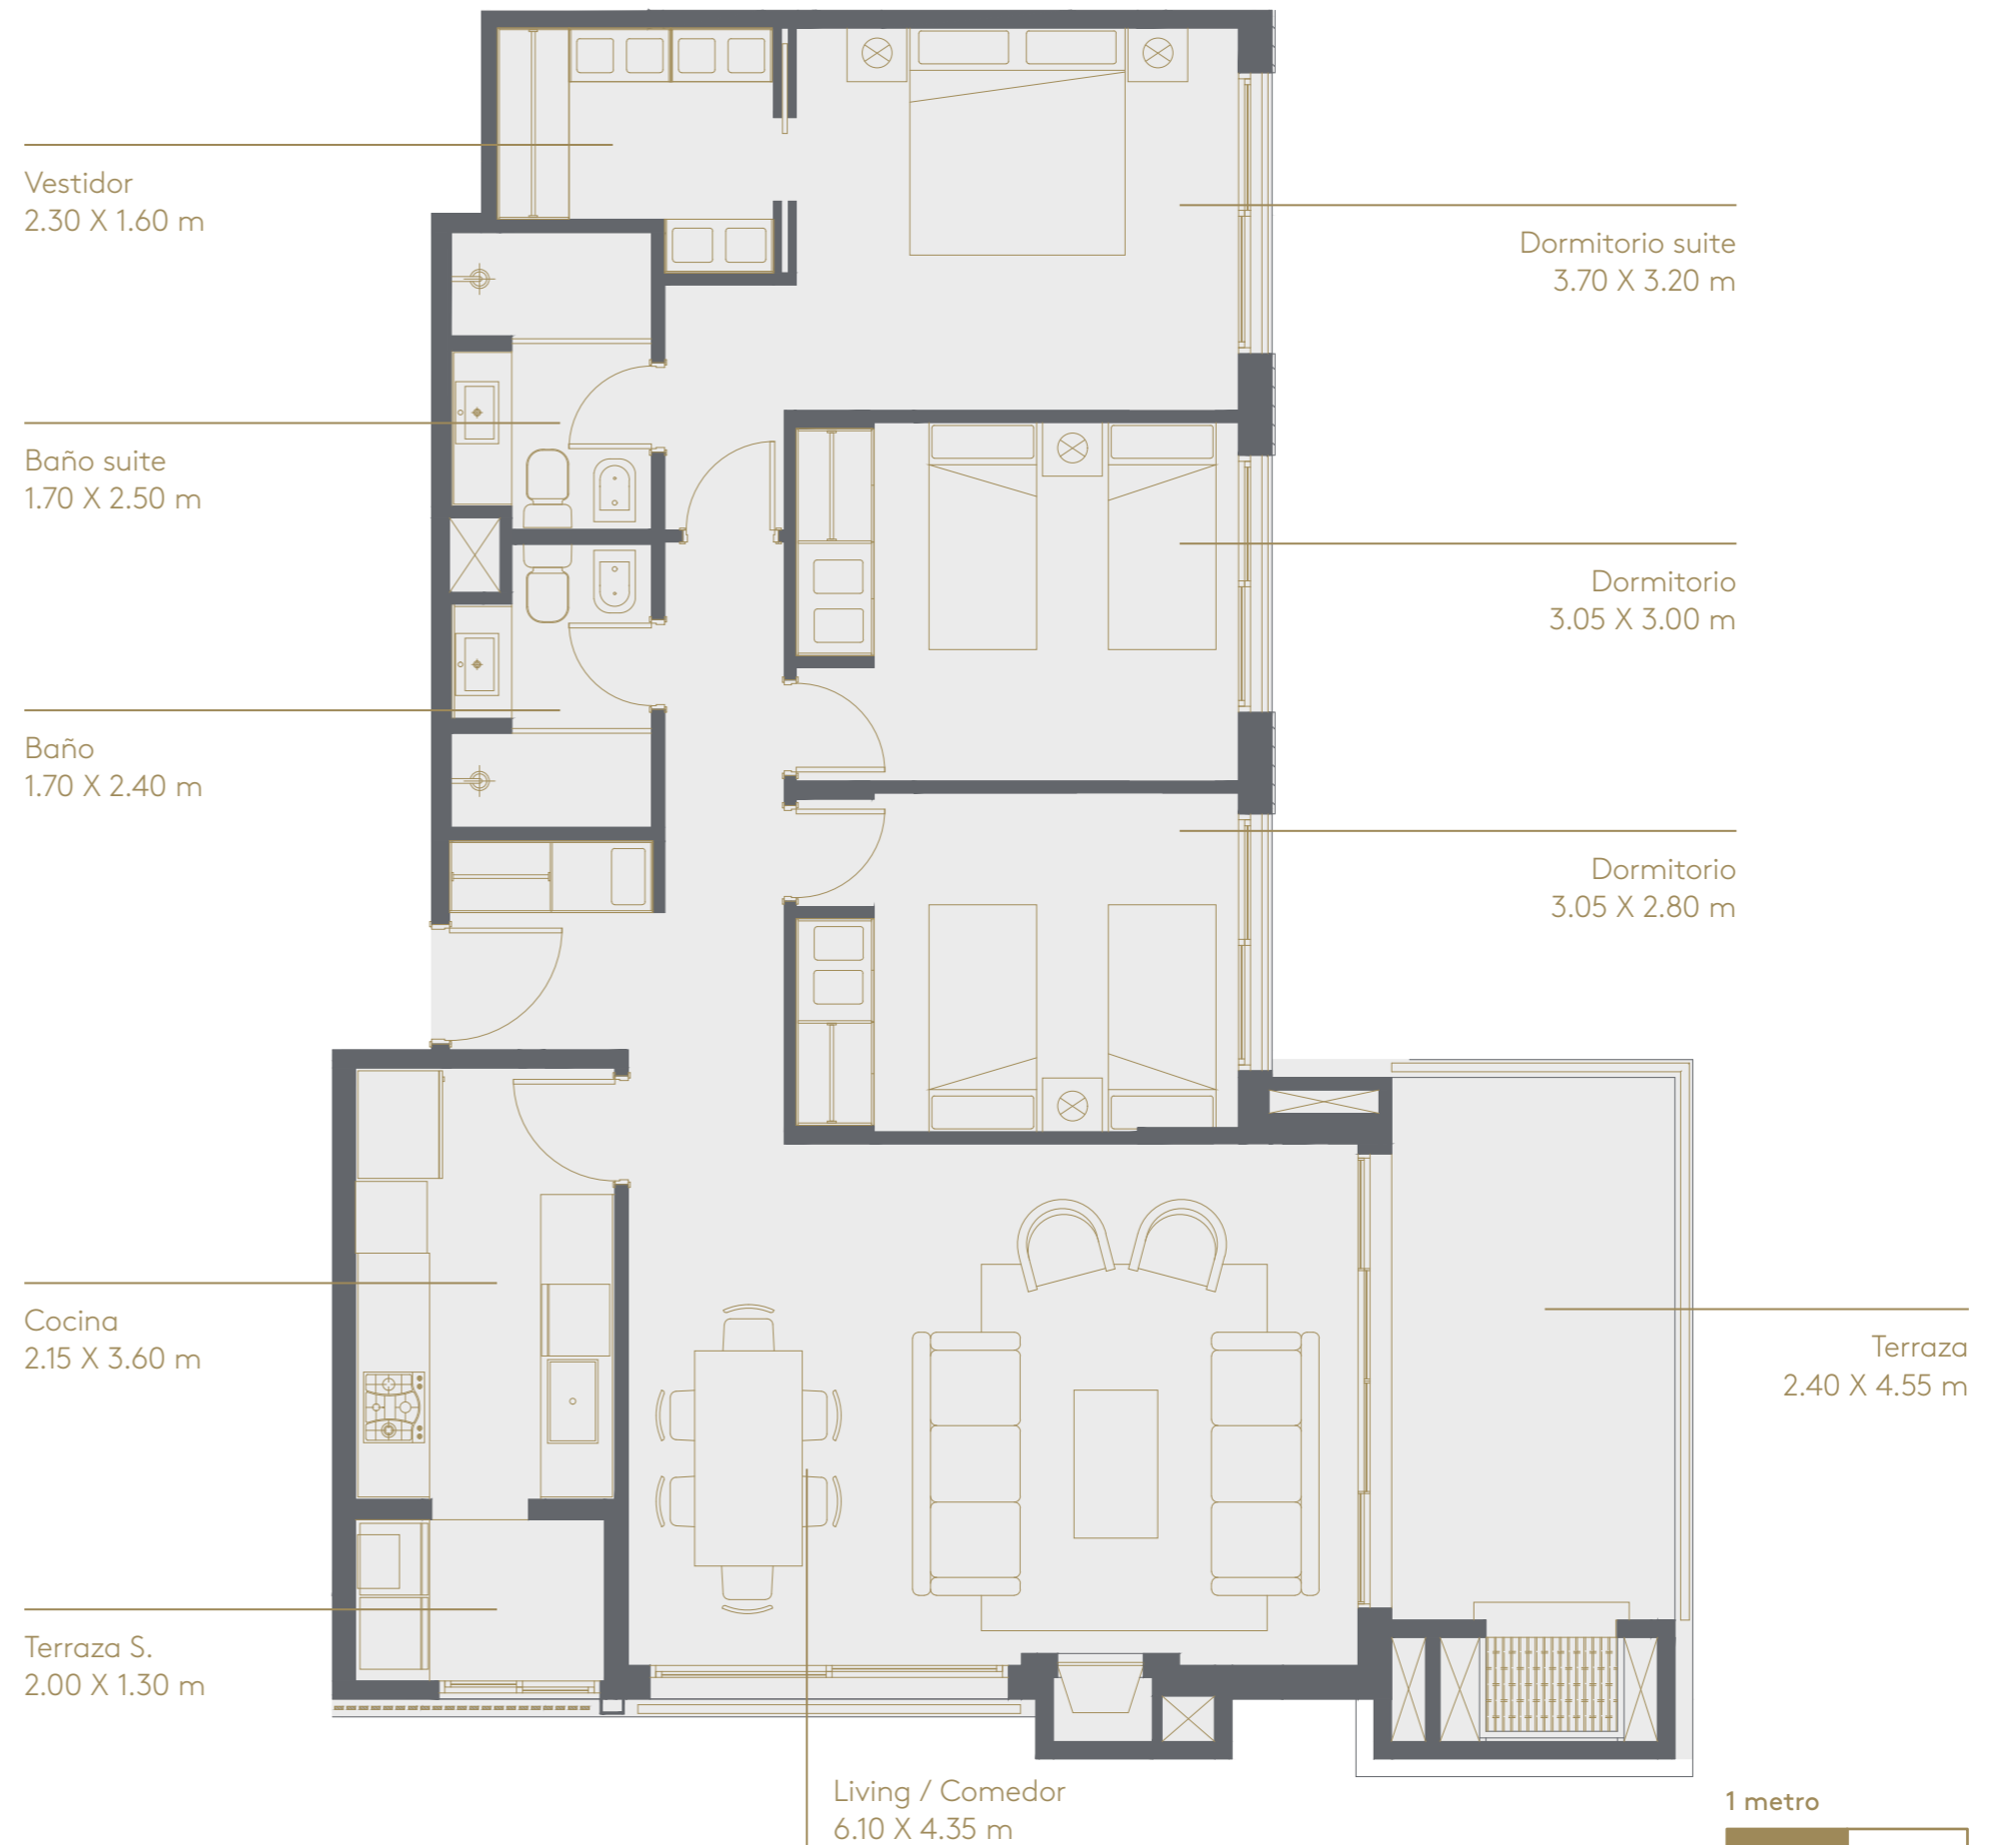 Vestidor
2.30 X 1.60 m
Dormitorio suite
3.70 X 3.20 m
Baño suite
1.70 X 2.50 m
Dormitorio
3.05 X 3.00 m
Baño
1.70 X 2.40 m
Dormitorio
3.05 X 2.80 m
Cocina
2.15 X 3.60 m
Terraza
2.40 X 4.55 m
Terraza S.
2.00 X 1.30 m
Living / Comedor
6.10 X 4.35 m
1 metro